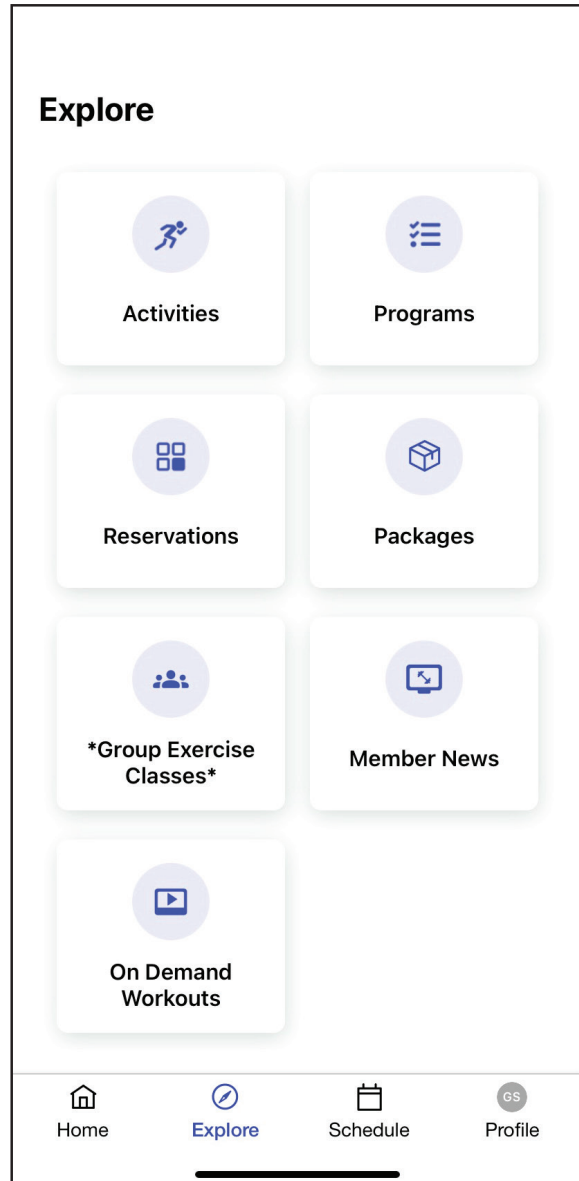 Explore
Activities
Programs
Reservations
Packages
*Group Exercise
Classes*
Member News
On Demand
Workouts
Home
Explore
Schedule
GS
Profile